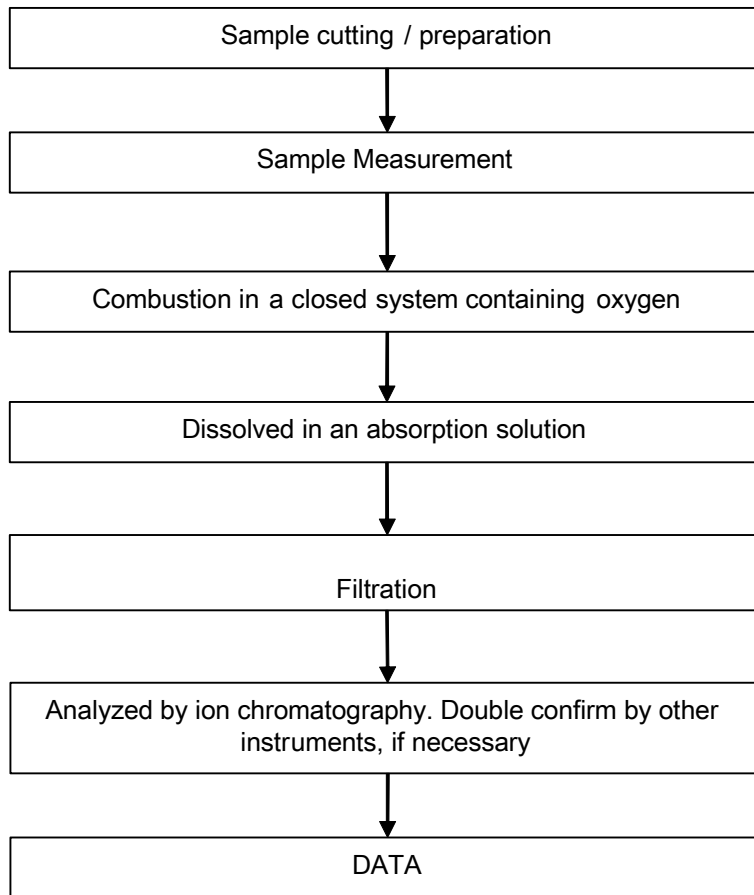 Sample cutting / preparation
Sample Measurement
Combustion in a closed system containing oxygen
Dissolved in an absorption solution
Filtration
Analyzed by ion chromatography. Double confirm by other
instruments, if necessary
DATA